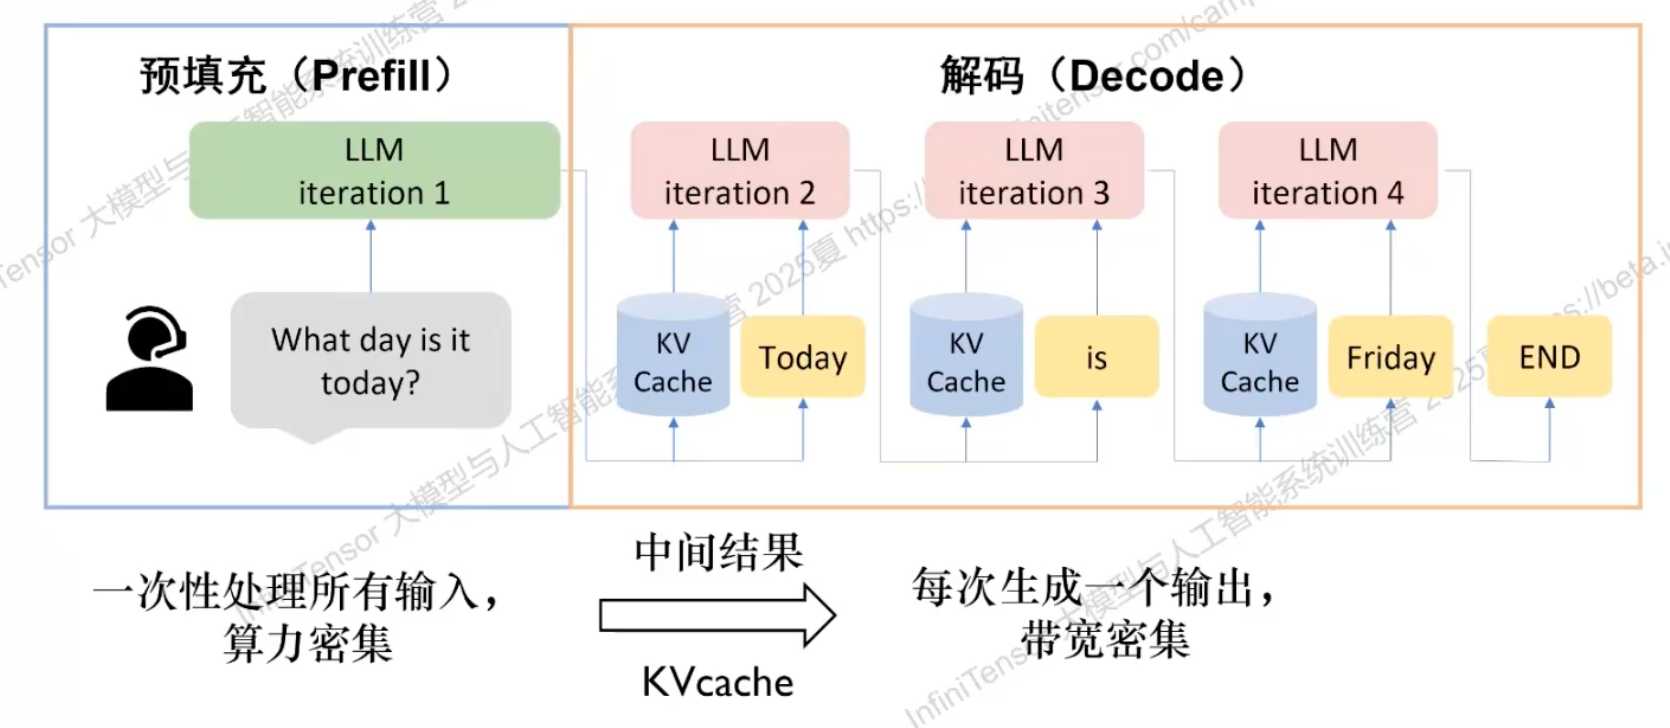 预填充（Prefill）
LLM
iteration 1
What day is it
today?
解码（Decode）
LLM
iteration 2
KV
Cache
Today
LLM
iteration 3
KV
Cache
is
LLM
iteration 4
KV
Cache
Friday
END
一次性处理所有输入，
算力密集
中间结果
KVcache
每次生成一个输出，
带宽密集
InfiniTensor 大模型与人工智能系统训练营 2025夏 https://beta.infinitensor.com/camp